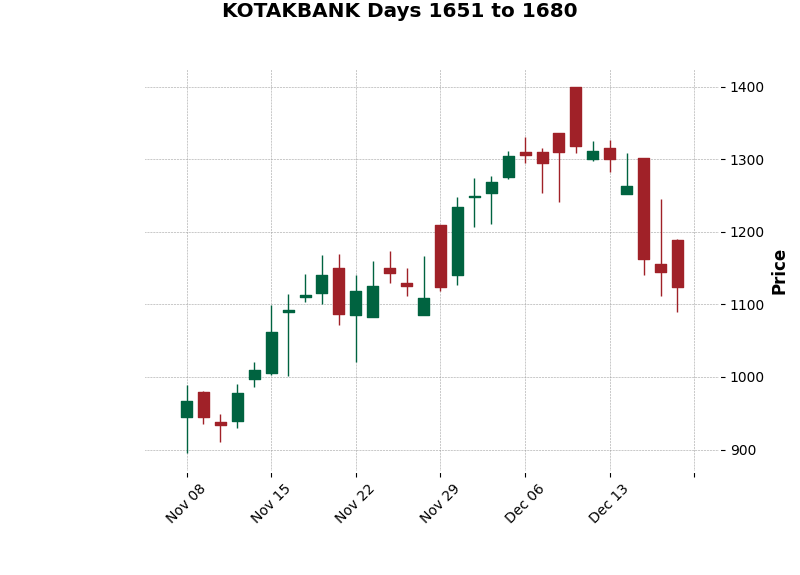 KOTAKBANK Days 1651 to 1680
1400
1300
1200
1100
1000
900
Price
Nov 08
Nov 15
Nov 22
Nov 29
Dec 06
Dec 13